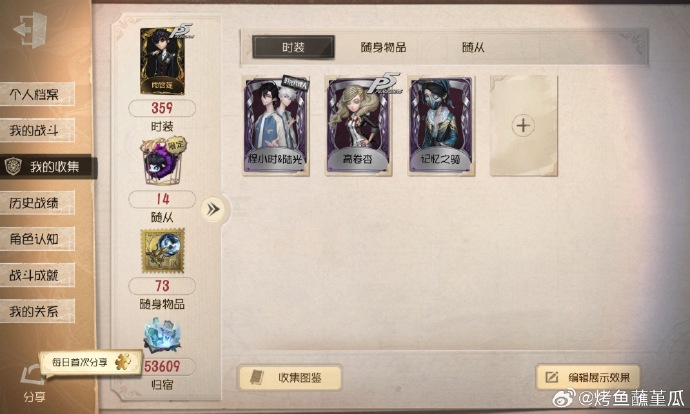 个人档案
我的战斗
我的收集
历史战绩
角色认知
战斗成就
我的关系
每日首次分享
分享
P5
359
时装
限定
14
随从
73
随身物品
53609
归宿
时装
随身物品
随从
程小时&陆光
P5
高卷杏
记忆之骑
收集图鉴
编辑展示效果
@烤鱼蘸堇瓜